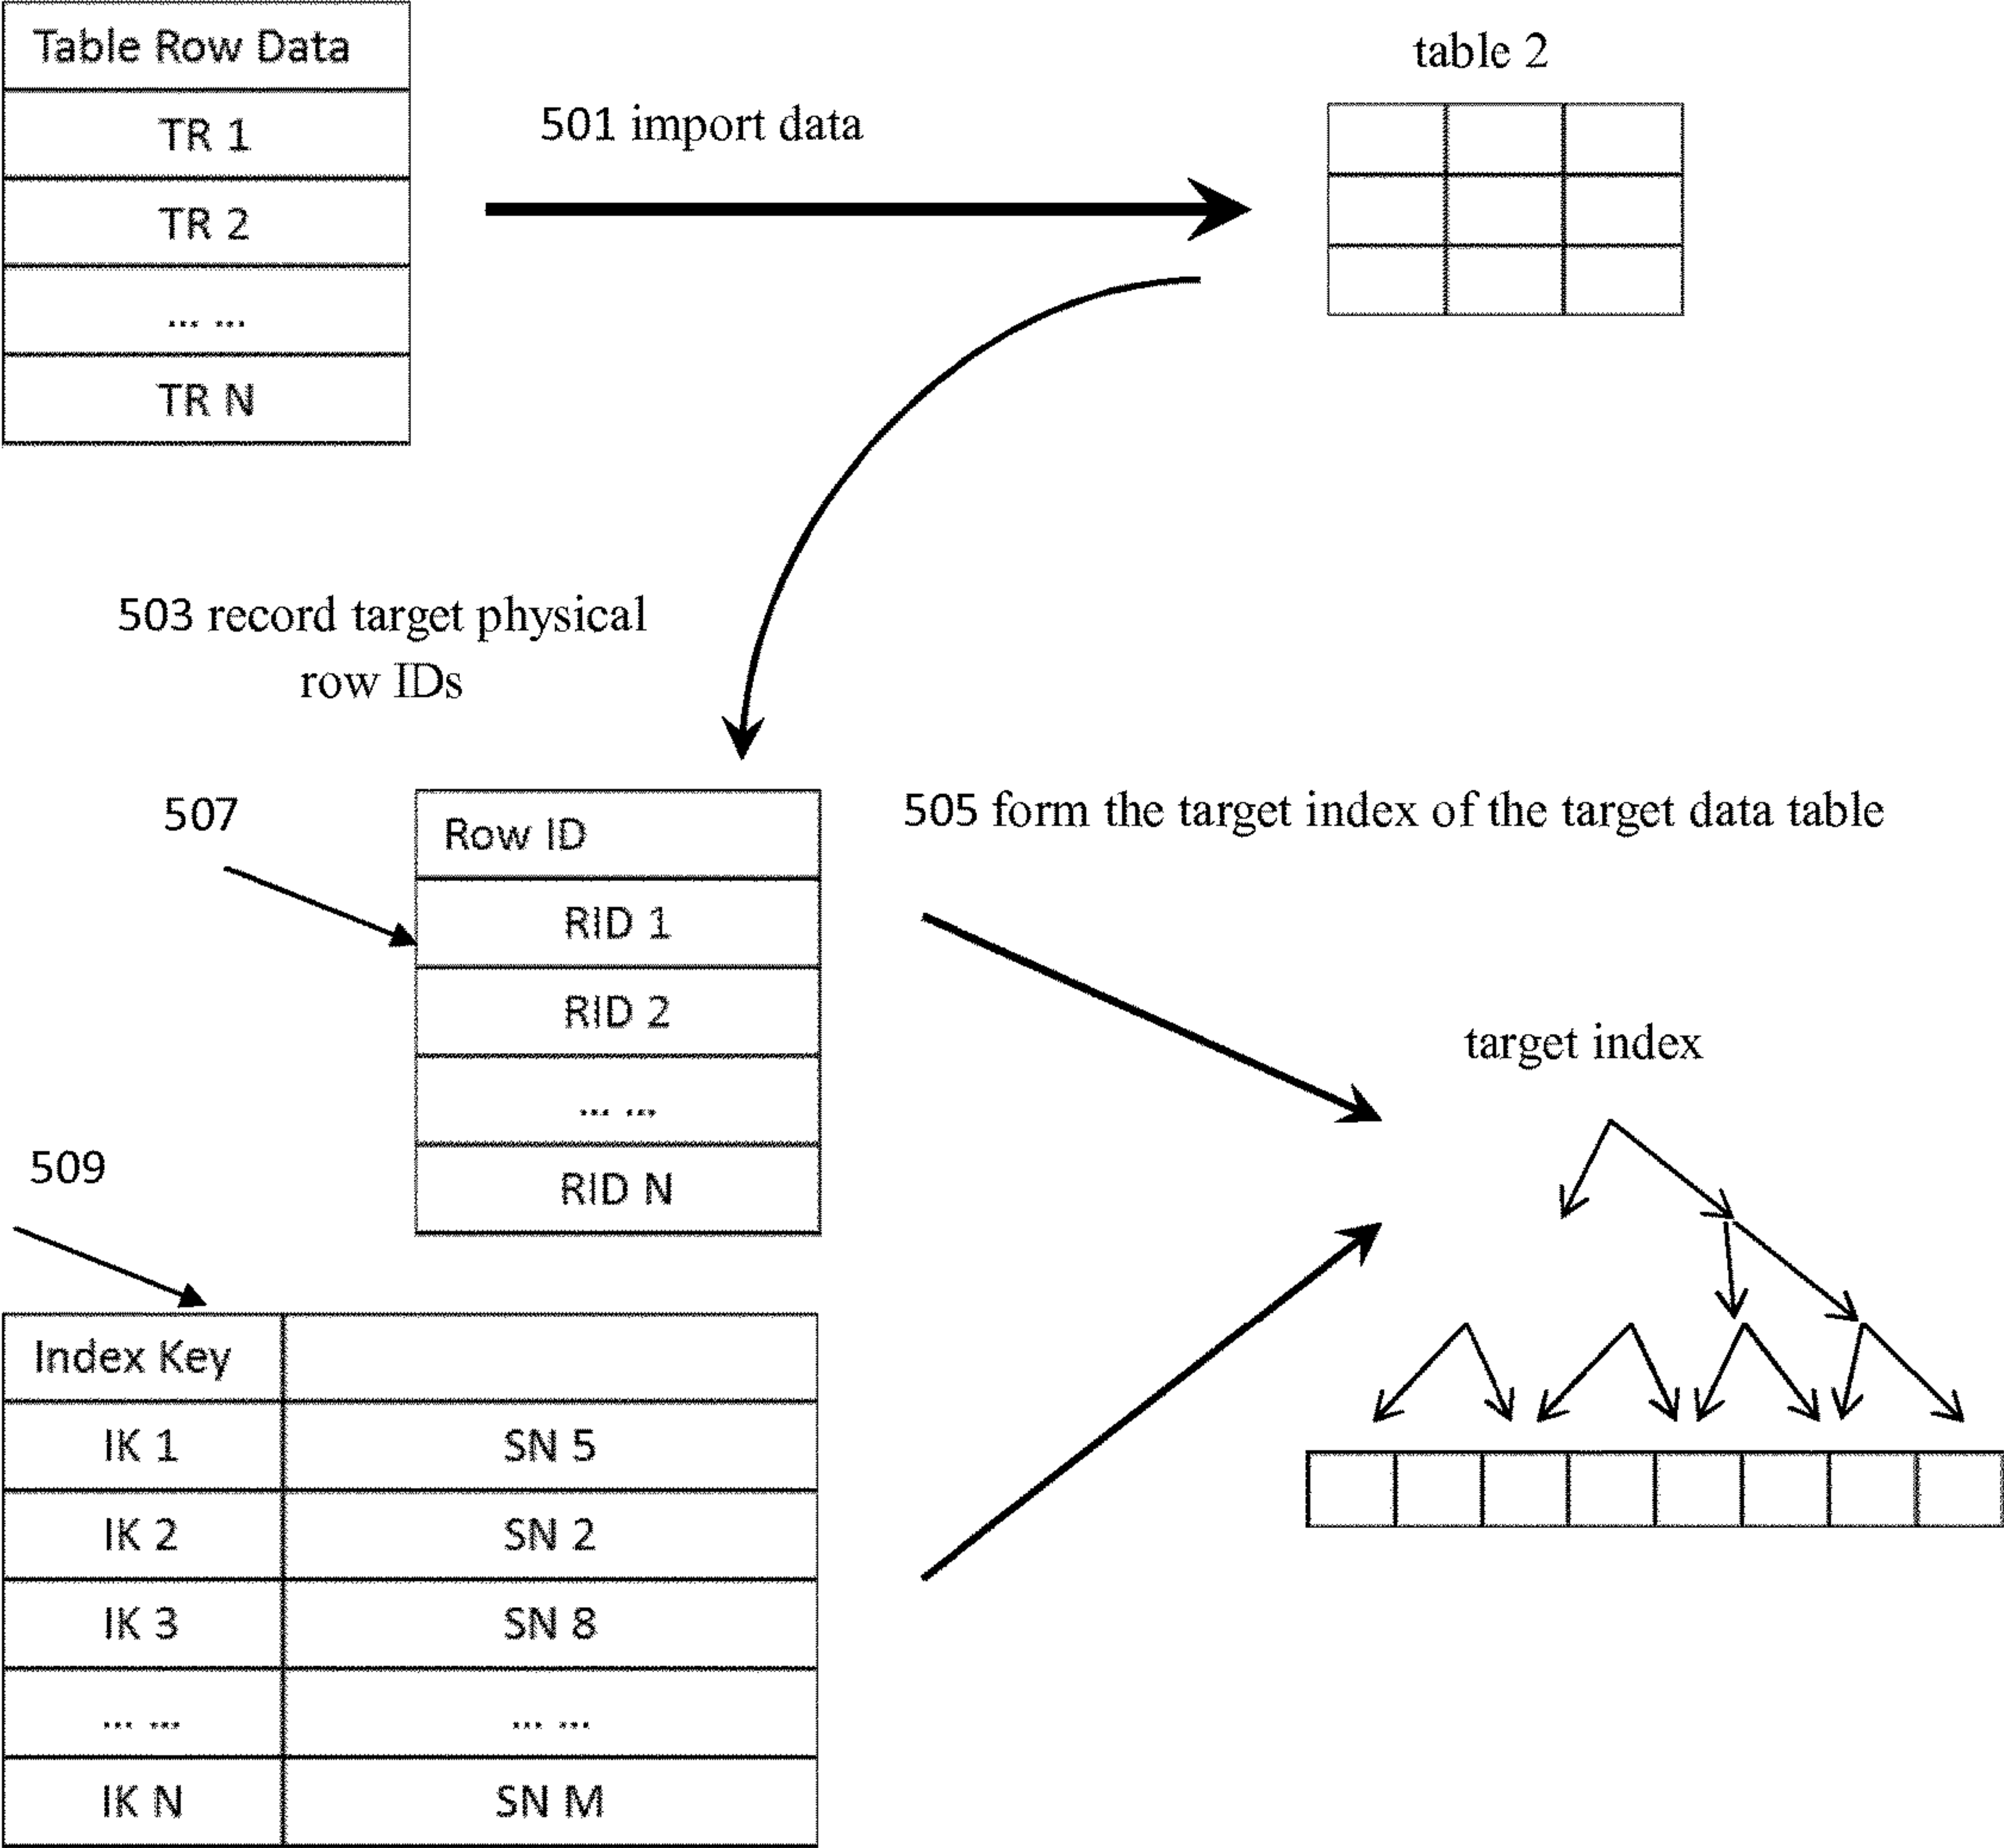 Table Row Data
TR 1
TR 2
... ...
TR N
501 import data
table 2
503 record target physical
row IDs
507
Row ID
RID 1
RID 2
... ...
RID N
505 form the target index of the target data table
target index
509
Index Key
IK 1 SN 5
IK 2 SN 2
IK 3 SN 8
... ... ... ...
IK N SN M